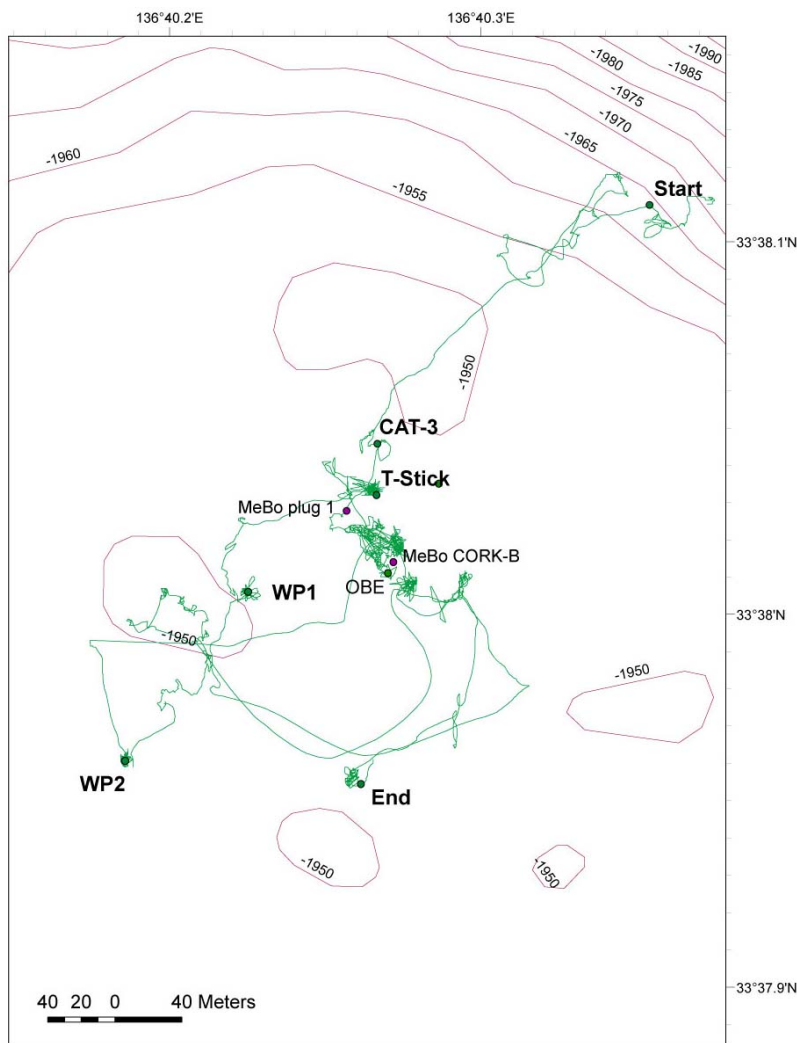 136°40.2'E
136°40.3'E
-1990
-1985
-1980
-1975
-1970
-1965
-1960
-1955
Start
33°38.1'N
-1950
CAT-3
T-Stick
MeBo plug 1
MeBo CORK-B
OBE
WP1
33°38'N
-1950
-1950
WP2
End
-1950
-1950
40 20 0 40 Meters
33°37.9'N